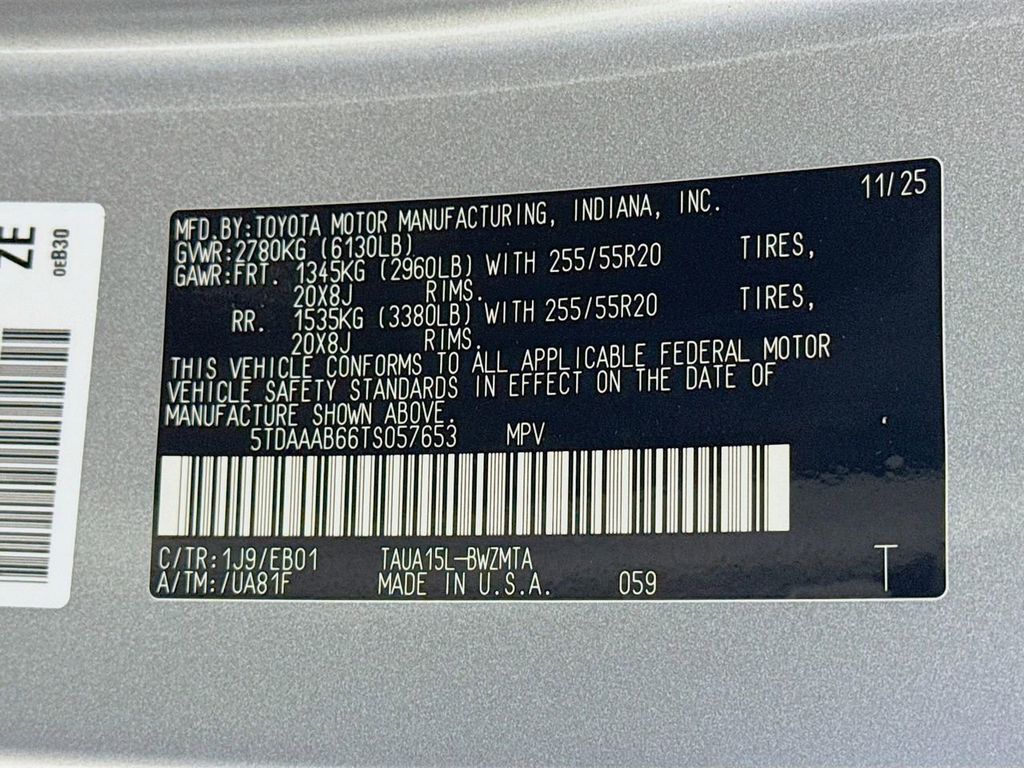 ZE
0EB30
11/25
MFD.BY:TOYOTA MOTOR MANUFACTURING, INDIANA, INC.
GVWR:2780KG (6130LB)
GAWR:FRT. 1345KG (2960LB) WITH 255/55R20 TIRES,
20X8J RIMS.
RR. 1535KG (3380LB) WITH 255/55R20 TIRES,
20X8J RIMS.
THIS VEHICLE CONFORMS TO ALL APPLICABLE FEDERAL MOTOR
VEHICLE SAFETY STANDARDS IN EFFECT ON THE DATE OF
MANUFACTURE SHOWN ABOVE.
5TDAAAB66TS057653 MPV
C/TR:1J9/EB01 TAUA15L-BWZMTA
A/TM:/UA81F MADE IN U.S.A. 059 T